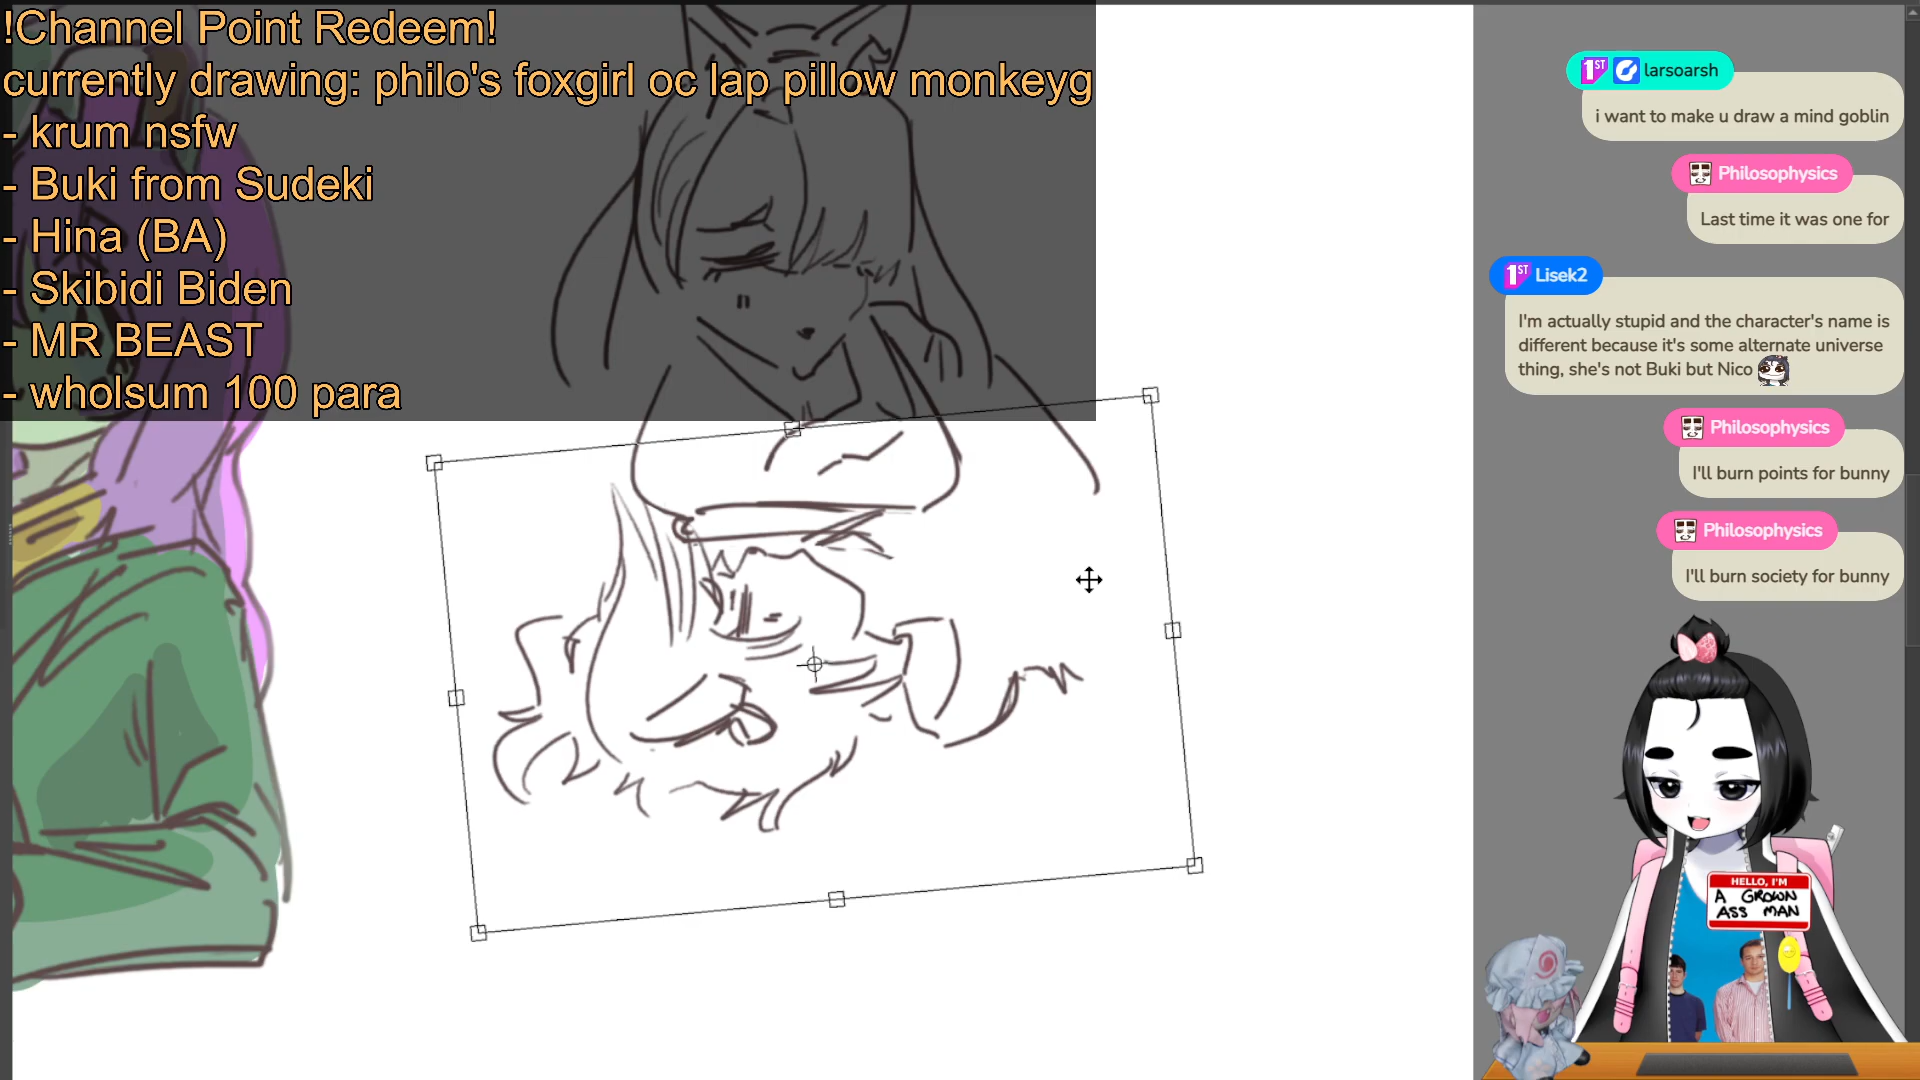 !Channel Point Redeem!
currently drawing: philo's foxgirl oc lap pillow monkeyg
- krum nsfw
- Buki from Sudeki
- Hina (BA)
- Skibidi Biden
- MR BEAST
- wholsum 100 para
1ST larsoarsh
i want to make u draw a mind goblin
Philosophysics
Last time it was one for
1ST Lisek2
I'm actually stupid and the character's name is
different because it's some alternate universe
thing, she's not Buki but Nico
Philosophysics
I'll burn points for bunny
Philosophysics
I'll burn society for bunny
HELLO, I'M
A GROWN
ASS MAN